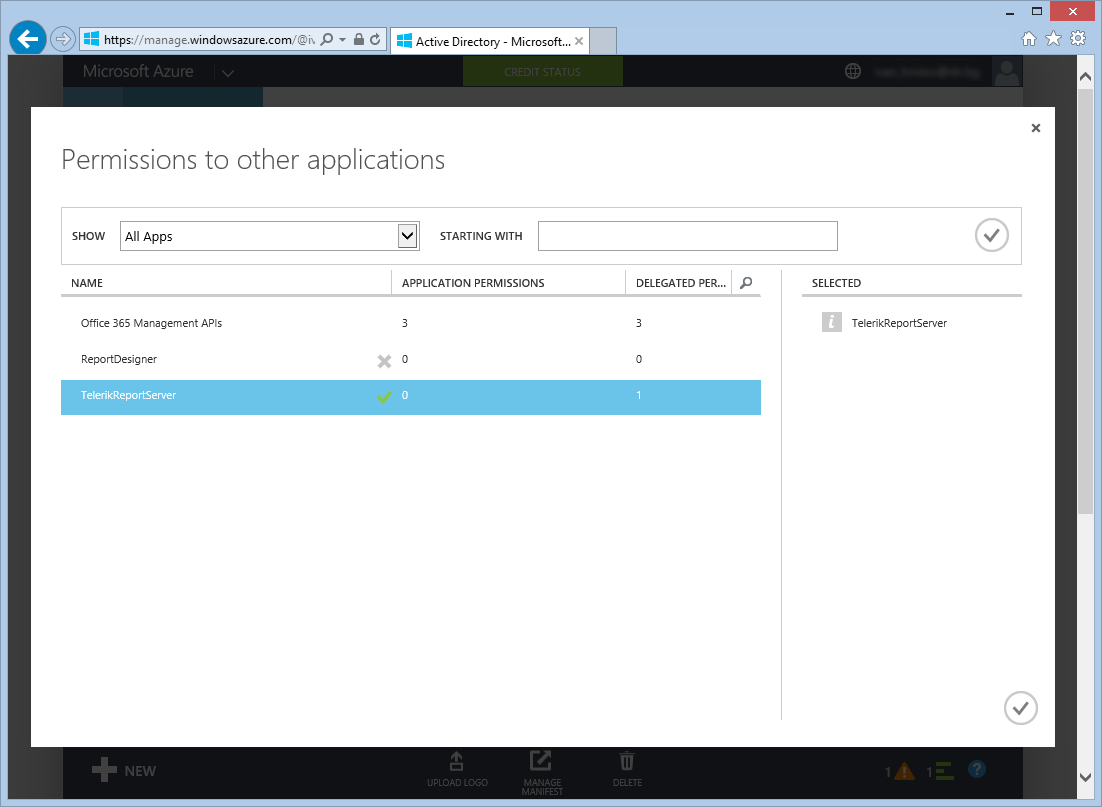 https://manage.windowsazure.com/@iv
Active Directory - Microsoft...
Microsoft Azure
CREDIT STATUS
Permissions to other applications
SHOW
All Apps
STARTING WITH
NAME
APPLICATION PERMISSIONS
DELEGATED PER...
SELECTED
Office 365 Management APIs
3
3
TelerikReportServer
ReportDesigner
0
0
TelerikReportServer
0
1
NEW
UPLOAD LOGO
MANAGE
MANIFEST
DELETE
1
1